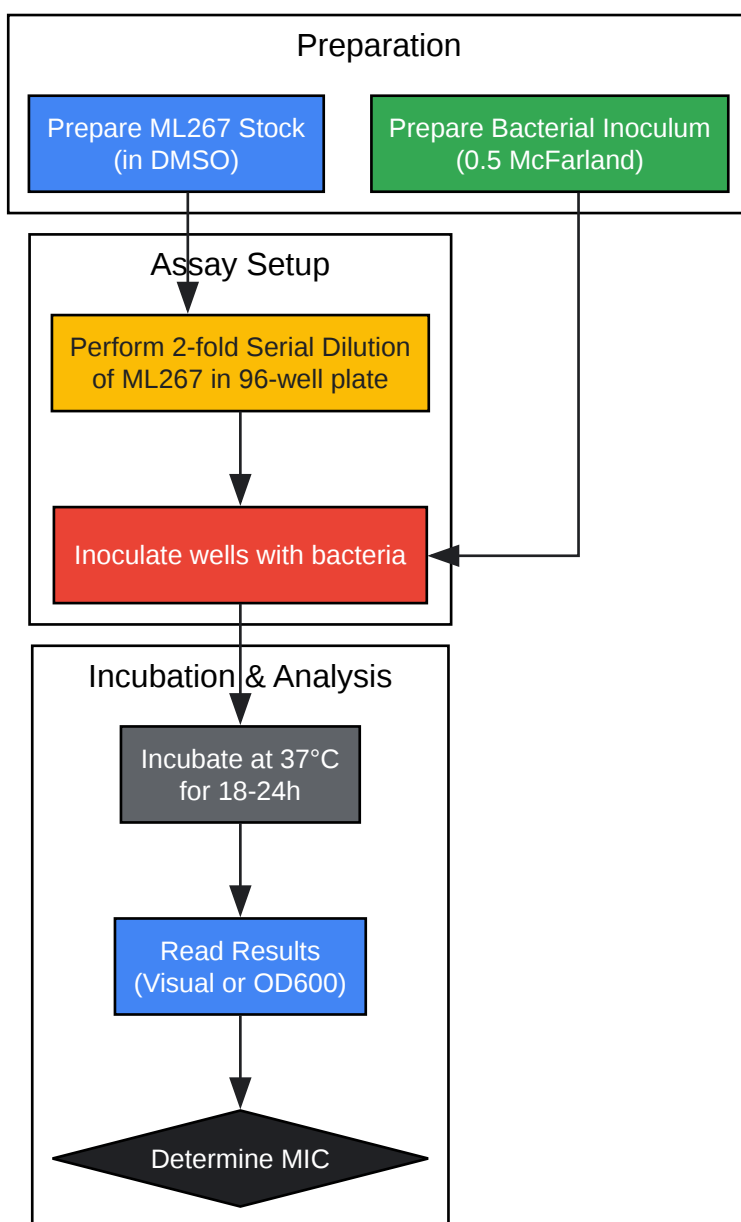 Preparation
Prepare ML267 Stock
(in DMSO)
Prepare Bacterial Inoculum
(0.5 McFarland)
Assay Setup
Perform 2-fold Serial Dilution
of ML267 in 96-well plate
Inoculate wells with bacteria
Incubation & Analysis
Incubate at 37°C
for 18-24h
Read Results
(Visual or OD600)
Determine MIC